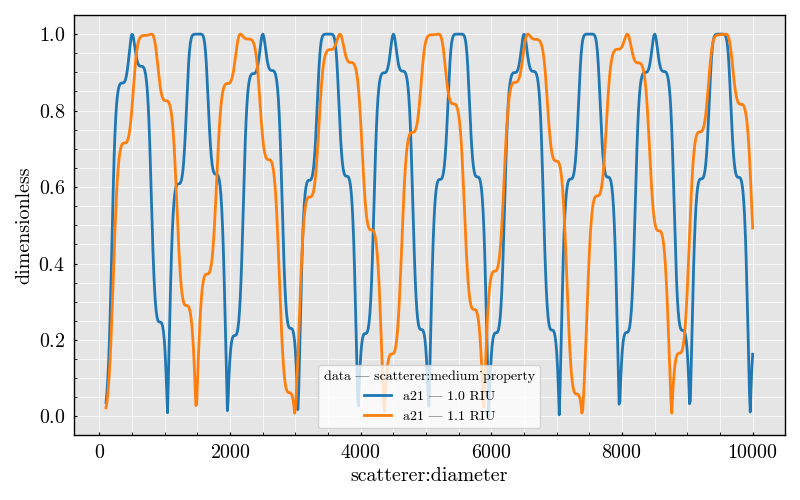 1.0
0.8
0.6
0.4
0.2
0.0
dimensionless
data — scatterer:medium˙property
a21 — 1.0 RIU
a21 — 1.1 RIU
0 2000 4000 6000 8000 10000
scatterer:diameter